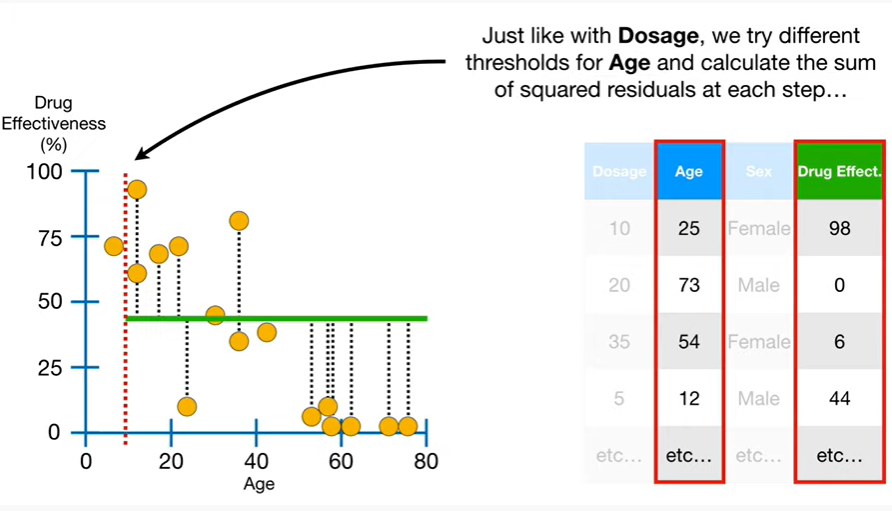 Just like with Dosage, we try different
thresholds for Age and calculate the sum
of squared residuals at each step…
Drug
Effectiveness
(%)
100
75
50
25
0
0 20 40 60 80
Age
Dosage Age Sex Drug Effect.
10 25 Female 98
20 73 Male 0
35 54 Female 6
5 12 Male 44
etc… etc… etc… etc…